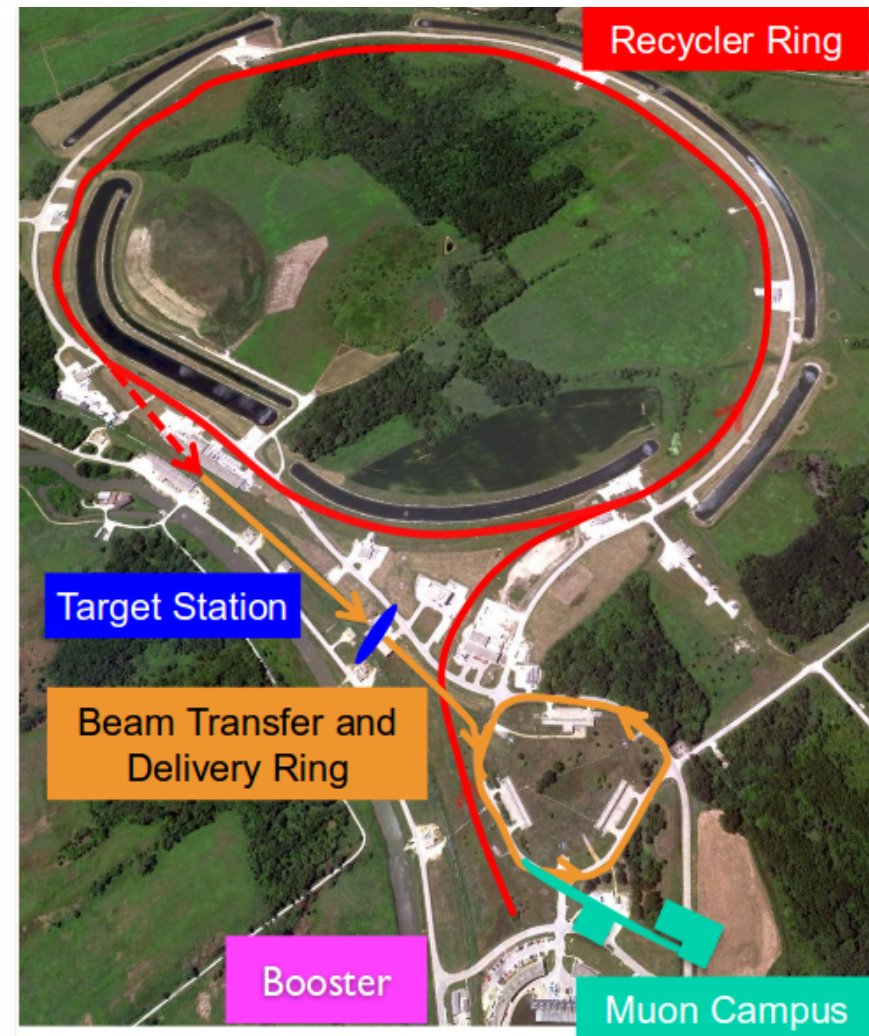 Recycler Ring
Target Station
Beam Transfer and
Delivery Ring
Booster
Muon Campus